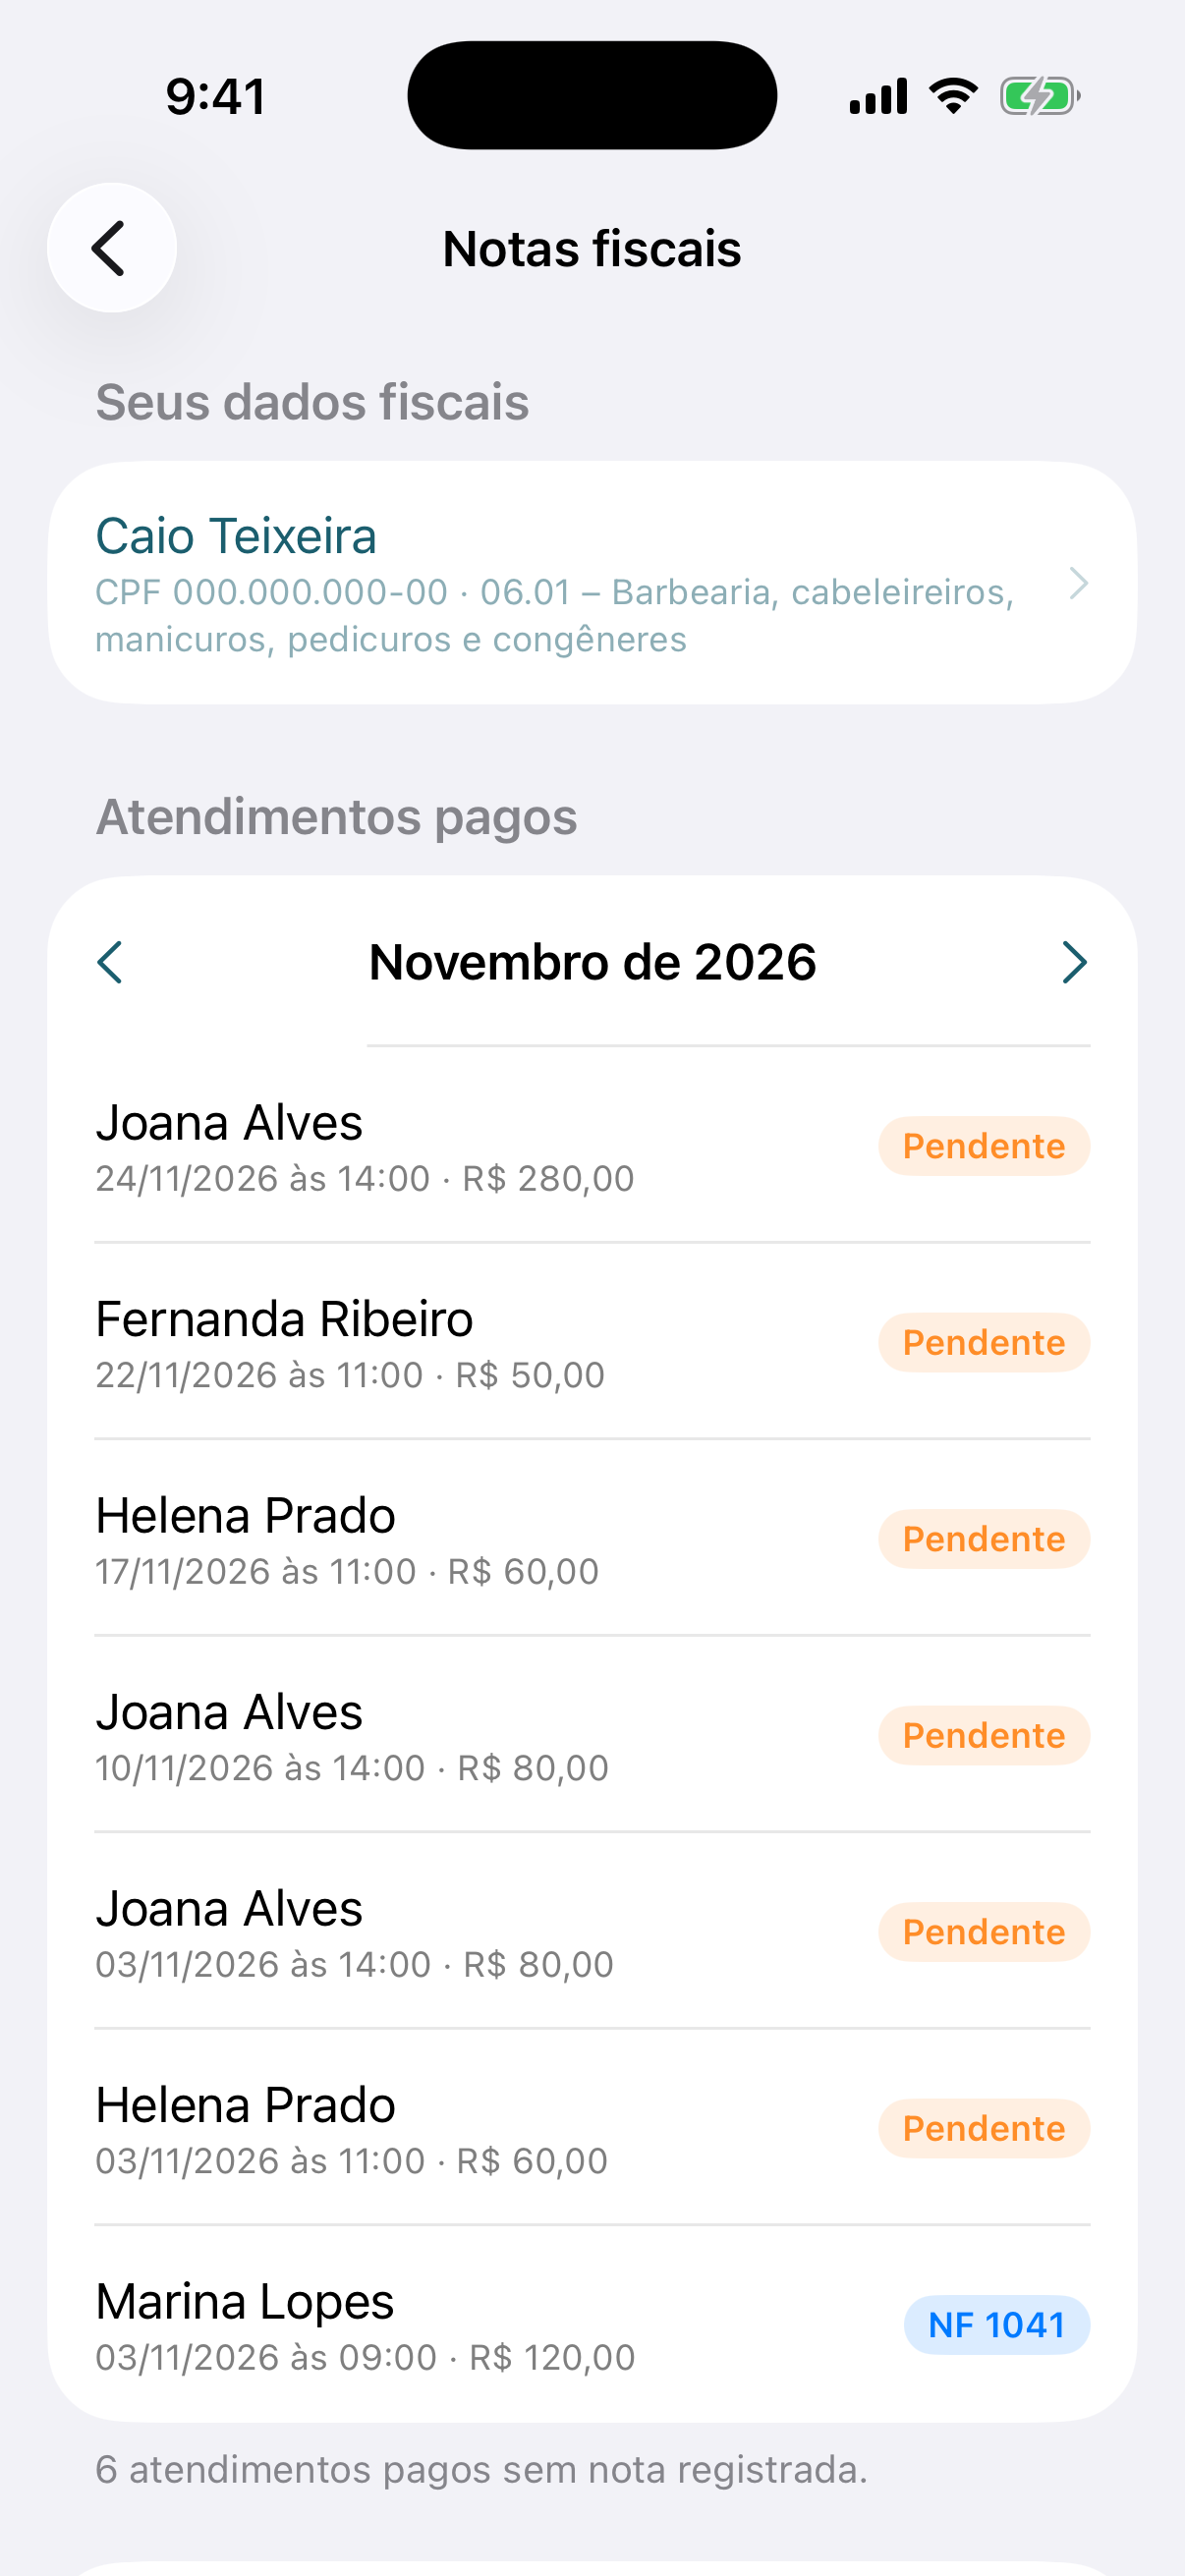 9:41
Notas fiscais
Seus dados fiscais
Caio Teixeira
CPF 000.000.000-00 · 06.01 – Barbearia, cabeleireiros,
manicuros, pedicuros e congêneres
Atendimentos pagos
Novembro de 2026
Joana Alves
24/11/2026 às 14:00 · R$ 280,00
Pendente
Fernanda Ribeiro
22/11/2026 às 11:00 · R$ 50,00
Pendente
Helena Prado
17/11/2026 às 11:00 · R$ 60,00
Pendente
Joana Alves
10/11/2026 às 14:00 · R$ 80,00
Pendente
Joana Alves
03/11/2026 às 14:00 · R$ 80,00
Pendente
Helena Prado
03/11/2026 às 11:00 · R$ 60,00
Pendente
Marina Lopes
03/11/2026 às 09:00 · R$ 120,00
NF 1041
6 atendimentos pagos sem nota registrada.